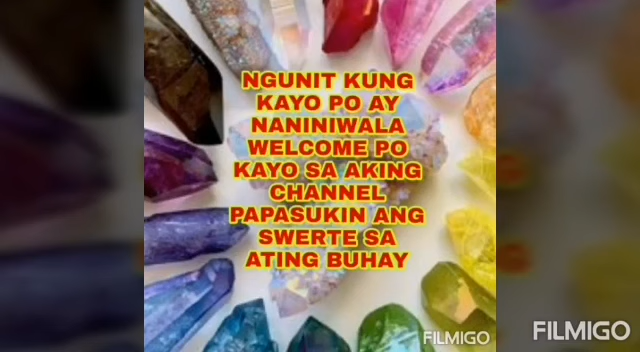 NGUNIT KUNG
KAYO PO AY
NANINIWALA
WELCOME PO
KAYO SA AKING
CHANNEL
PAPASUKIN ANG
SWERTE SA
ATING BUHAY
FILMIGO
FILMIGO